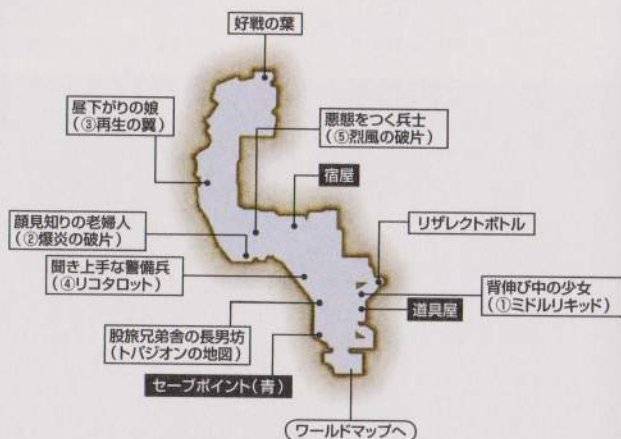 好戦の葉
昼下がりの娘
(③再生の翼)
悪態をつく兵士
(⑤烈風の破片)
宿屋
顔見知りの老婦人
(②爆炎の破片)
リザレクトボトル
聞き上手な警備兵
(④リコタロット)
背伸び中の少女
(①ミドルリキッド)
道具屋
股旅兄弟舎の長男坊
(トバジオンの地図)
セーブポイント(青)
ワールドマップへ